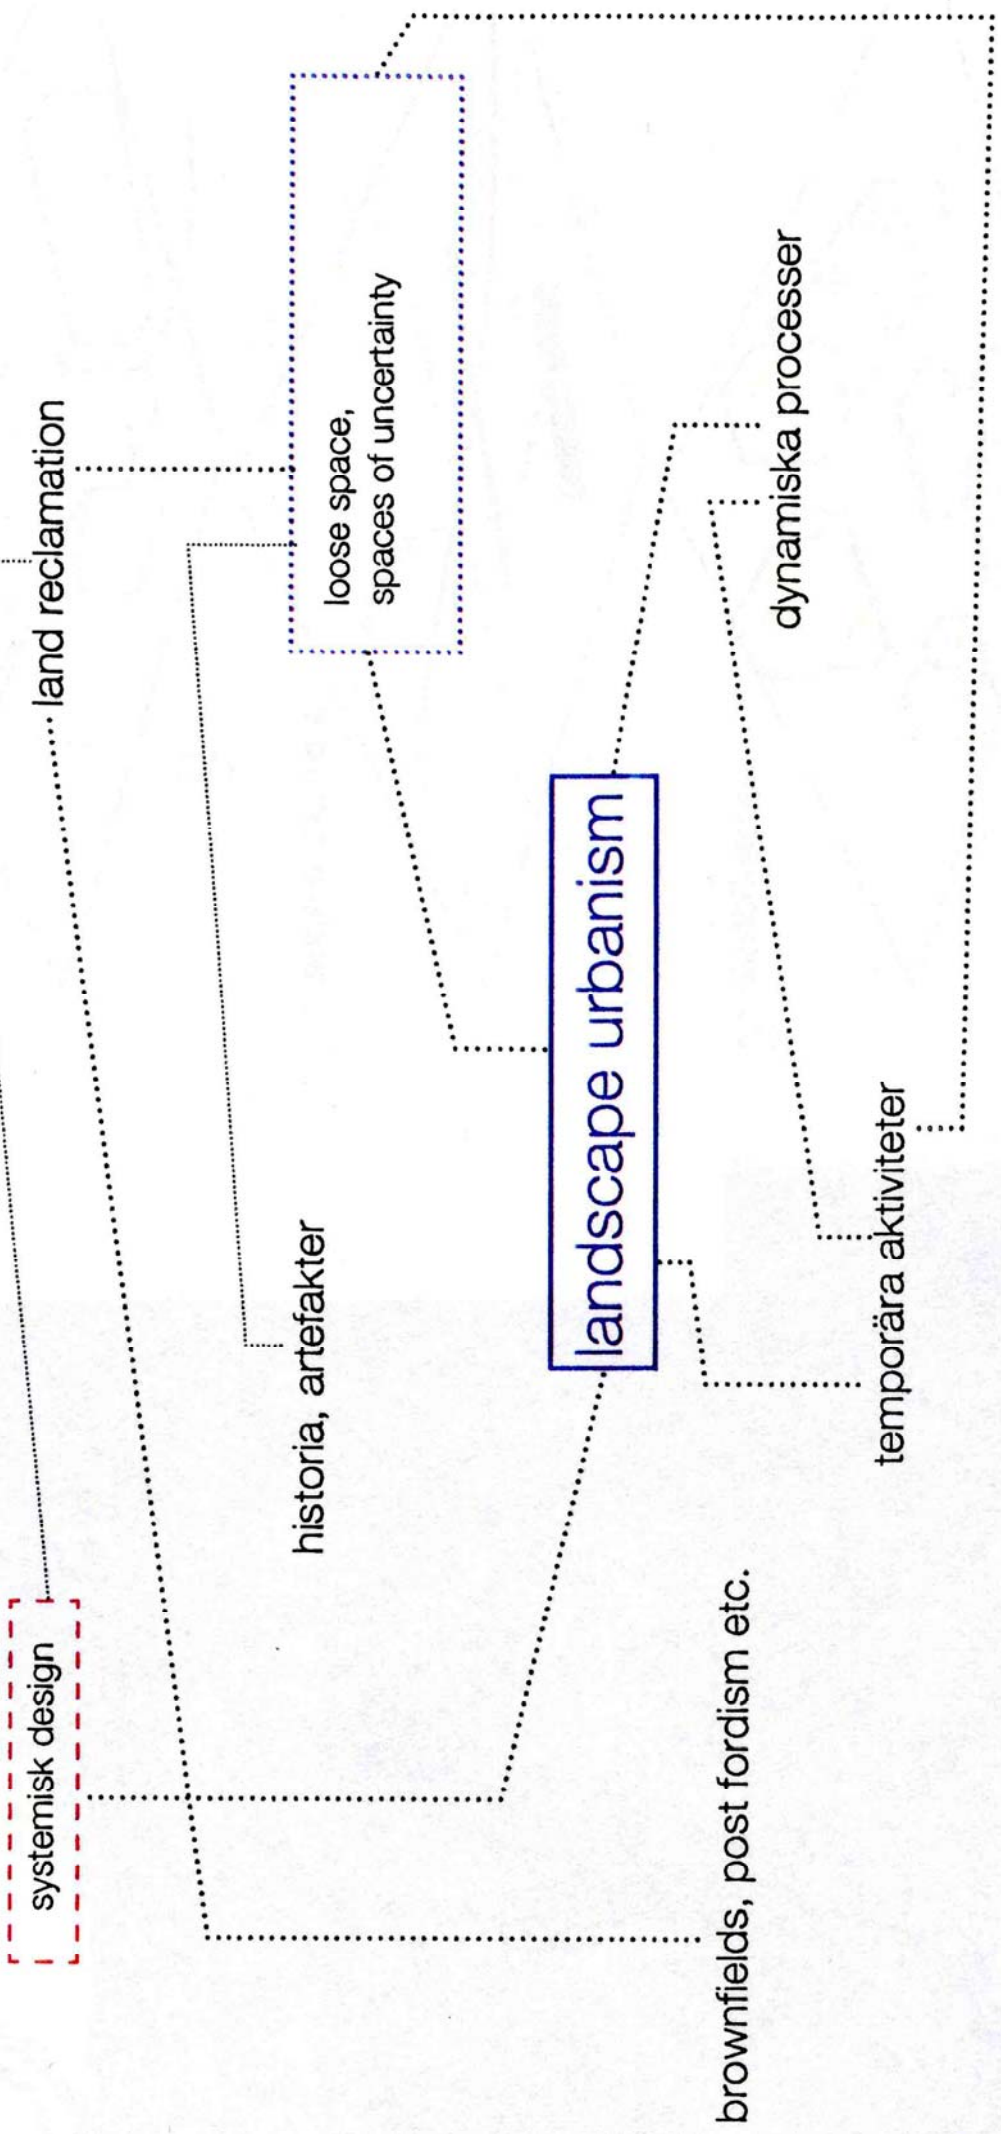 systemisk design
land reclamation
historia, artefakter
loose space,
spaces of uncertainty
landscape urbanism
brownfields, post fordism etc.
dynamiska processer
temporära aktiviteter